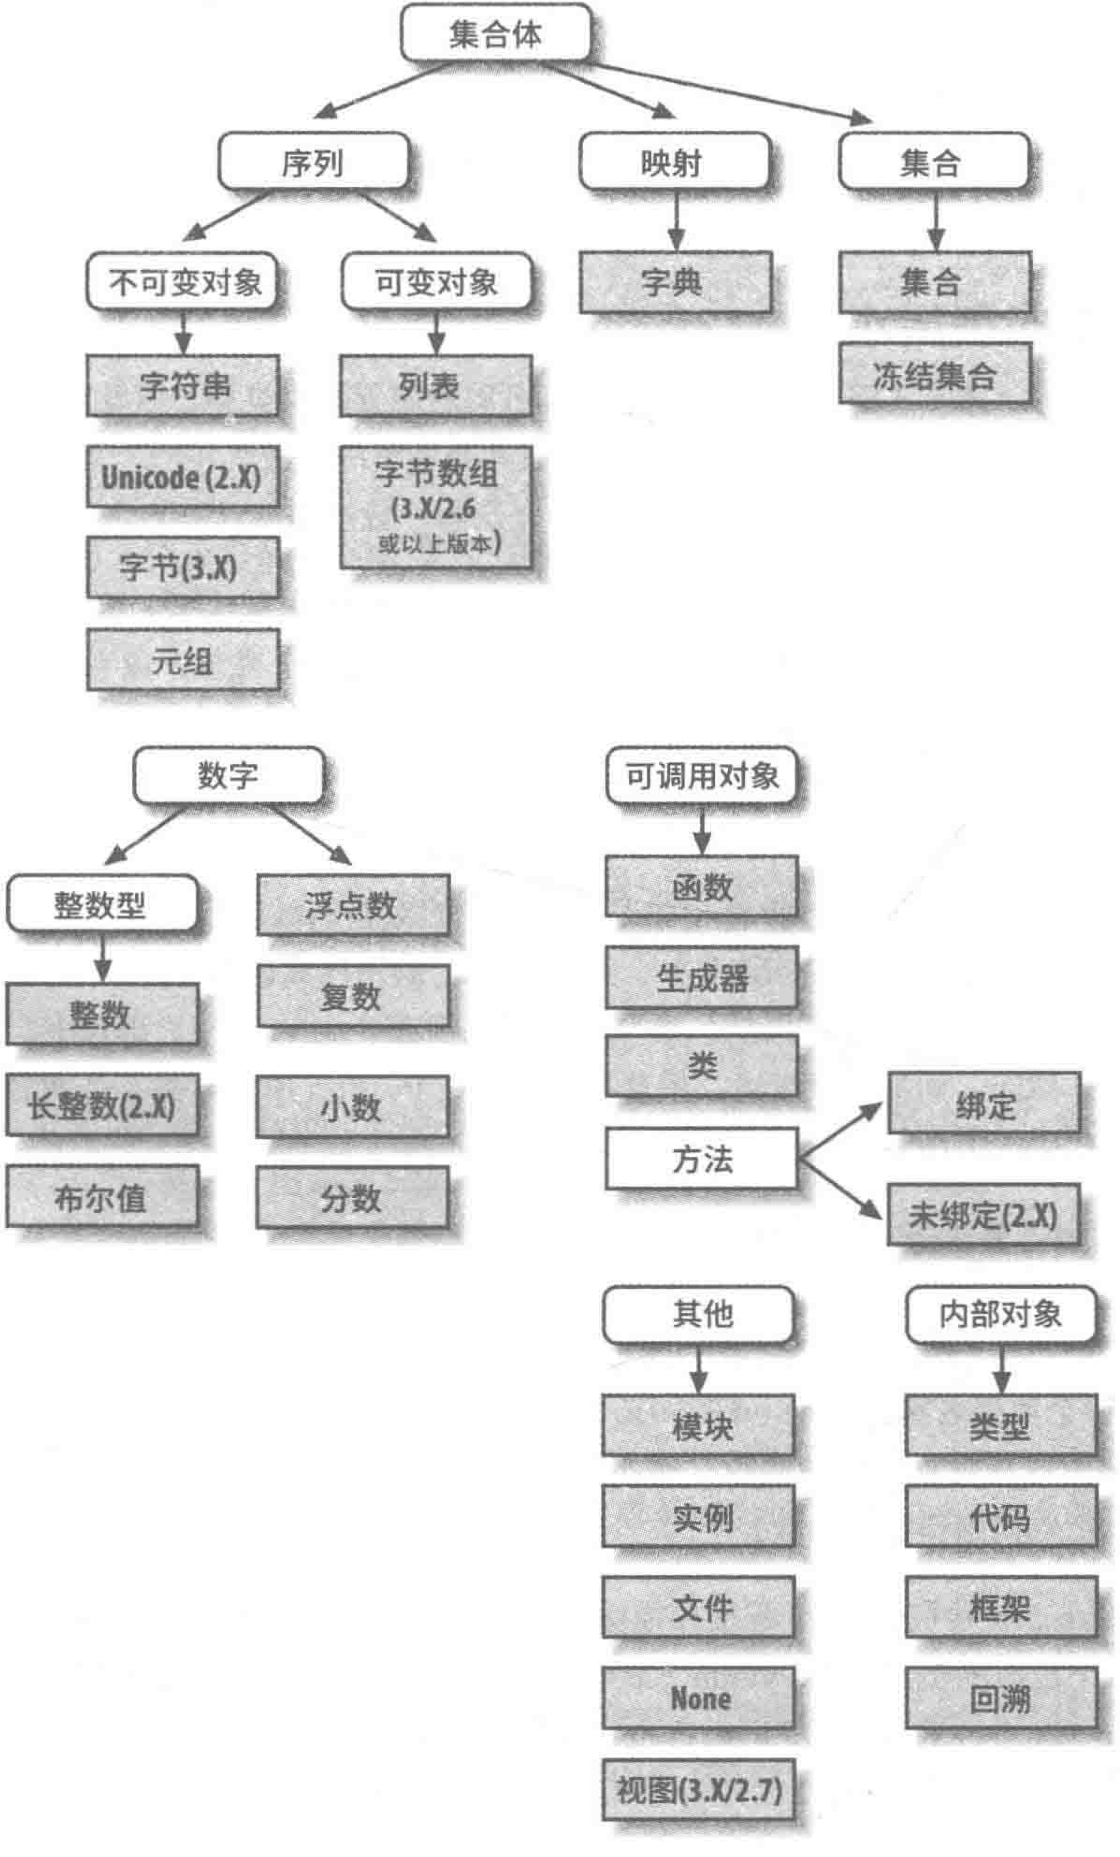 集合体
序列
映射
集合
不可变对象
可变对象
字典
集合
字符串
列表
冻结集合
Unicode (2.X)
字节数组
(3.X/2.6
或以上版本)
字节(3.X)
元组
数字
可调用对象
整数型
浮点数
函数
整数
复数
生成器
长整数(2.X)
小数
类
绑定
布尔值
分数
方法
未绑定(2.X)
其他
内部对象
模块
类型
实例
代码
文件
框架
None
回溯
视图(3.X/2.7)